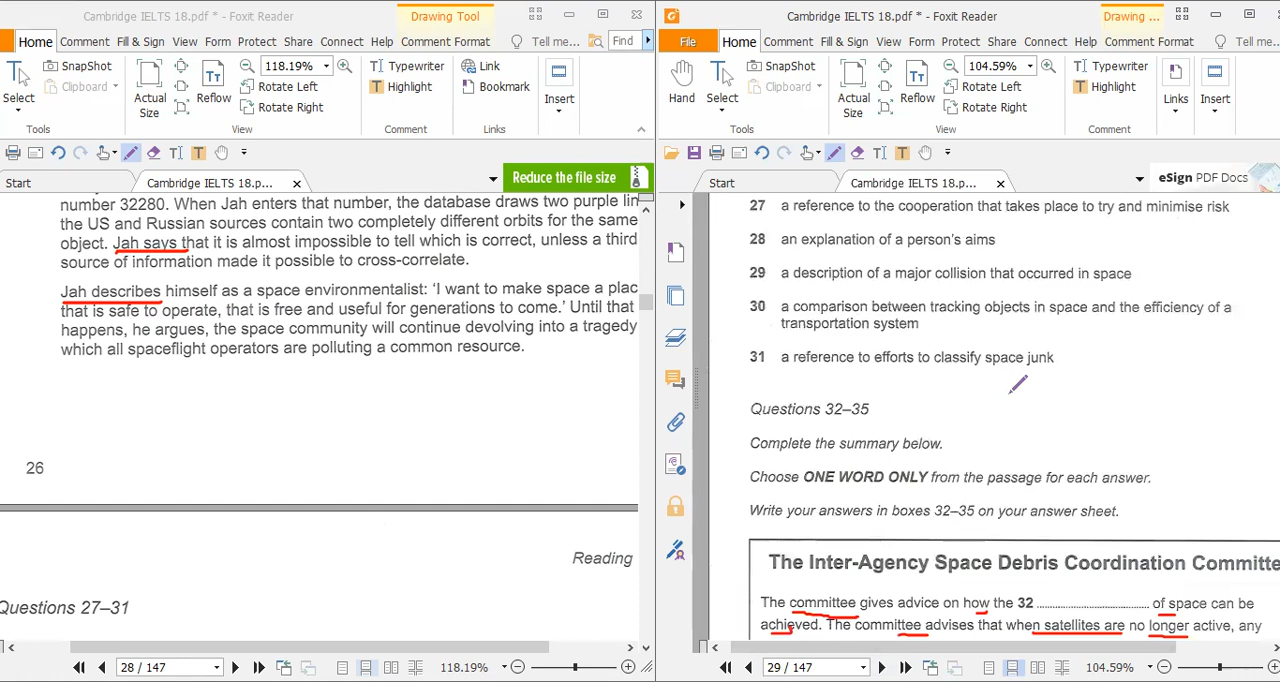 Cambridge IELTS 18.pdf * - Foxit Reader
Drawing Tool
Home Comment Fill & Sign View Form Protect Share Connect Help Comment Format Tell me... Find
Select
Tools
SnapShot
Clipboard
Actual Size
Reflow
118.19%
Rotate Left
Rotate Right
View
Typewriter
Highlight
Comment
Link
Bookmark
Links
Insert
Reduce the file size
Start
Cambridge IELTS 18.p...
number 32280. When Jah enters that number, the database draws two purple lin
the US and Russian sources contain two completely different orbits for the same
object. Jah says that it is almost impossible to tell which is correct, unless a third
source of information made it possible to cross-correlate.
Jah describes himself as a space environmentalist: 'I want to make space a plac
that is safe to operate, that is free and useful for generations to come.' Until that
happens, he argues, the space community will continue devolving into a tragedy
which all spaceflight operators are polluting a common resource.
26
Reading
Questions 27–31
28 / 147
118.19%
Cambridge IELTS 18.pdf * - Foxit Reader
Drawing ...
File Home Comment Fill & Sign View Form Protect Share Connect Help Comment Format Tell me...
Hand
Select
Tools
SnapShot
Clipboard
Actual Size
Reflow
104.59%
Rotate Left
Rotate Right
View
Typewriter
Highlight
Comment
Links
Insert
eSign PDF Docs
Start
Cambridge IELTS 18.p...
27 a reference to the cooperation that takes place to try and minimise risk
28 an explanation of a person's aims
29 a description of a major collision that occurred in space
30 a comparison between tracking objects in space and the efficiency of a
transportation system
31 a reference to efforts to classify space junk
Questions 32–35
Complete the summary below.
Choose ONE WORD ONLY from the passage for each answer.
Write your answers in boxes 32–35 on your answer sheet.
The Inter-Agency Space Debris Coordination Committe
The committee gives advice on how the 32 ................................ of space can be
achieved. The committee advises that when satellites are no longer active, any
29 / 147
104.59%